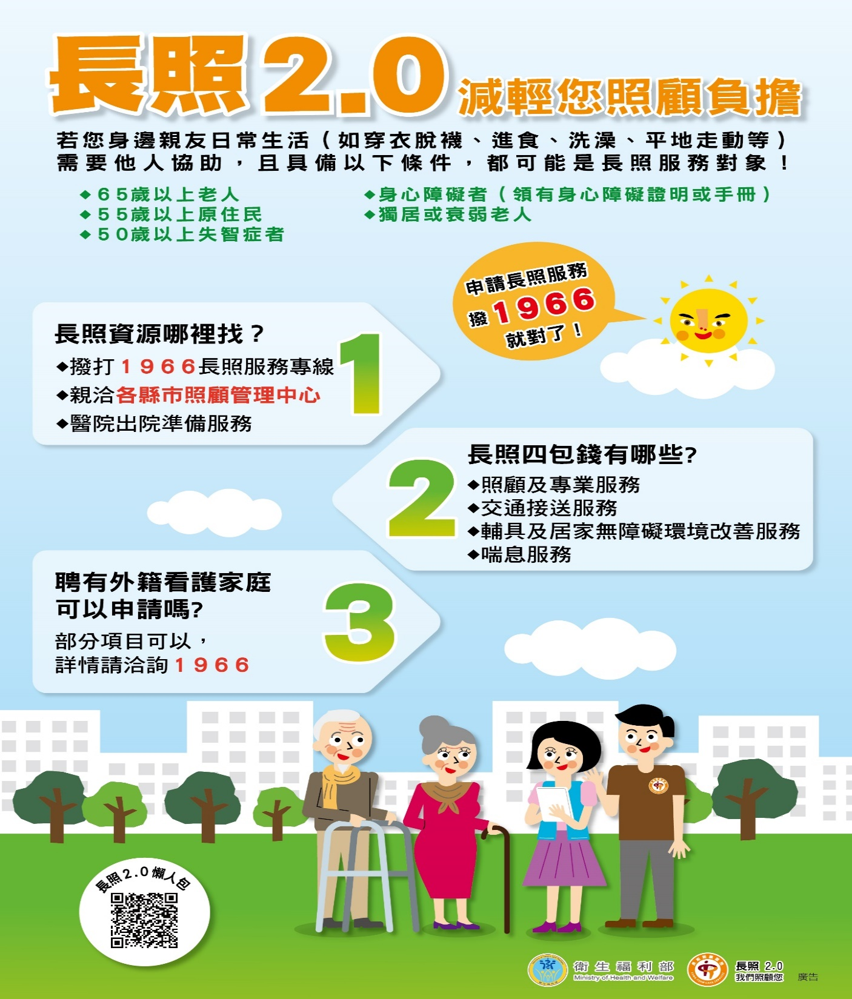 長照2.0 減輕您照顧負擔
若您身邊親友日常生活（如穿衣脫襪、進食、洗澡、平地走動等）
需要他人協助，且具備以下條件，都可能是長照服務對象！
◆65歲以上老人
◆55歲以上原住民
◆50歲以上失智症者
◆身心障礙者（領有身心障礙證明或手冊）
◆獨居或衰弱老人
申請長照服務
撥1966
就對了！
1
長照資源哪裡找？
◆撥打1966長照服務專線
◆親洽各縣市照顧管理中心
◆醫院出院準備服務
2
長照四包錢有哪些?
◆照顧及專業服務
◆交通接送服務
◆輔具及居家無障礙環境改善服務
◆喘息服務
3
聘有外籍看護家庭
可以申請嗎?
部分項目可以，
詳情請洽詢1966
長照2.0懶人包
衛生福利部
Ministry of Health and Welfare
長照 2.0
我們照顧您
廣告